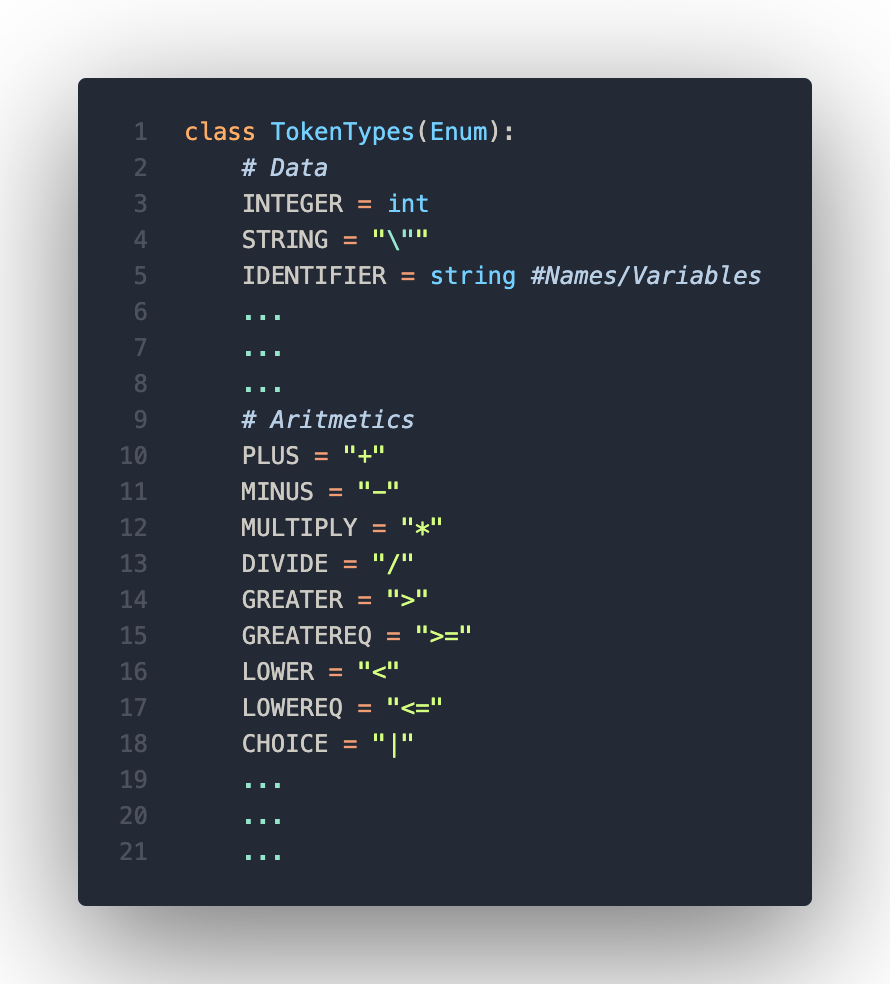 1 class TokenTypes(Enum):
2     # Data
3     INTEGER = int
4     STRING = "\""
5     IDENTIFIER = string #Names/Variables
6     ...
7     ...
8     ...
9     # Aritmetics
10     PLUS = "+"
11     MINUS = "-"
12     MULTIPLY = "*"
13     DIVIDE = "/"
14     GREATER = ">"
15     GREATEREQ = ">="
16     LOWER = "<"
17     LOWEREQ = "<="
18     CHOICE = "|"
19     ...
20     ...
21     ...